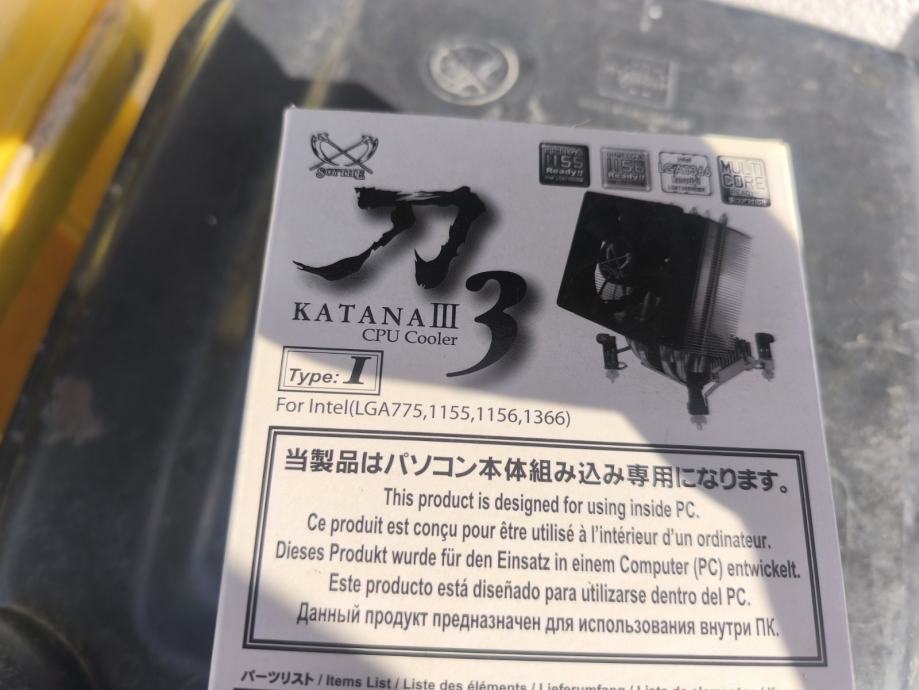 SCYTHE
1155
Ready!!
1156
Ready!!
intel
LGA1366
MULTI
CORE
刀
3
KATANA III
CPU Cooler
Type: I
For Intel(LGA775,1155,1156,1366)
当製品はパソコン本体組み込み専用になります。
This product is designed for using inside PC.
Ce produit est conçu pour être utilisé à l'intérieur d'un ordinateur.
Dieses Produkt wurde für den Einsatz in einem Computer (PC) entwickelt.
Este producto está diseñado para utilizarse dentro del PC.
Данный продукт предназначен для использования внутри ПК.
パーツリスト / Items List / Liste des éléments / Lieferumfang / Lista de